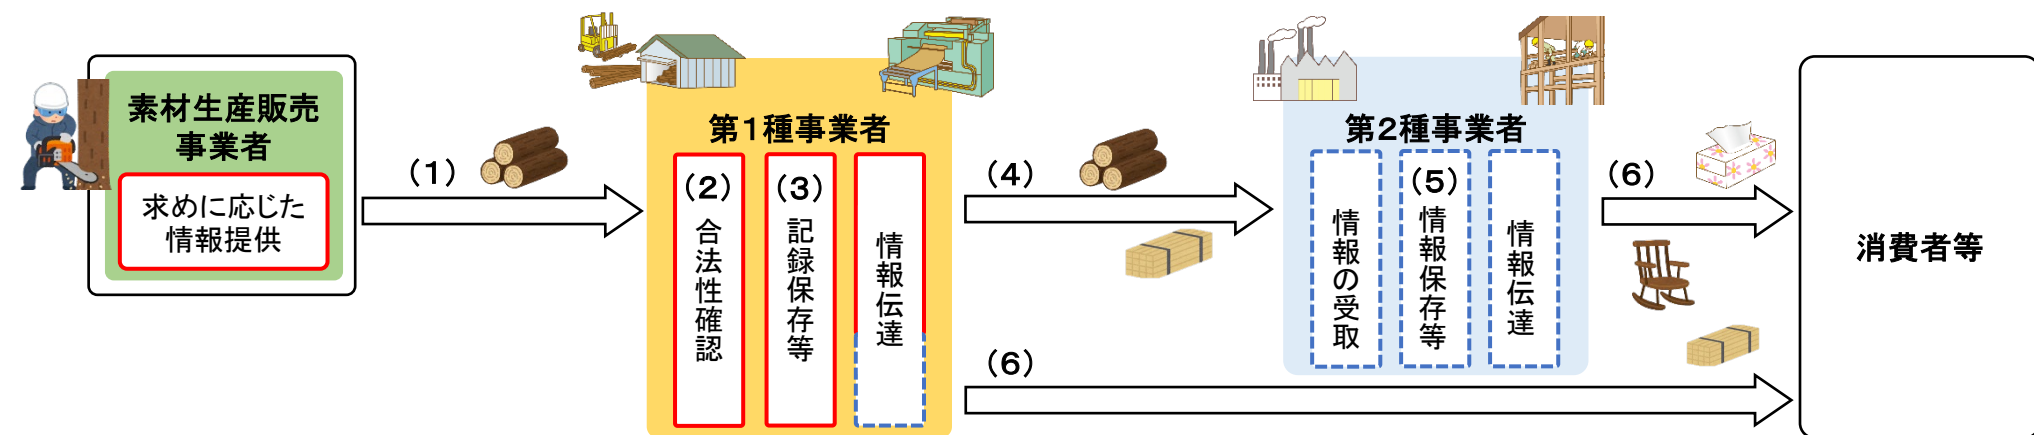 素材生産販売
事業者
求めに応じた
情報提供
(1)
第1種事業者
(2)
合法性確認
(3)
記録保存等
情報伝達
(4)
(6)
第2種事業者
情報の受取
(5)
情報保存等
情報伝達
(6)
消費者等